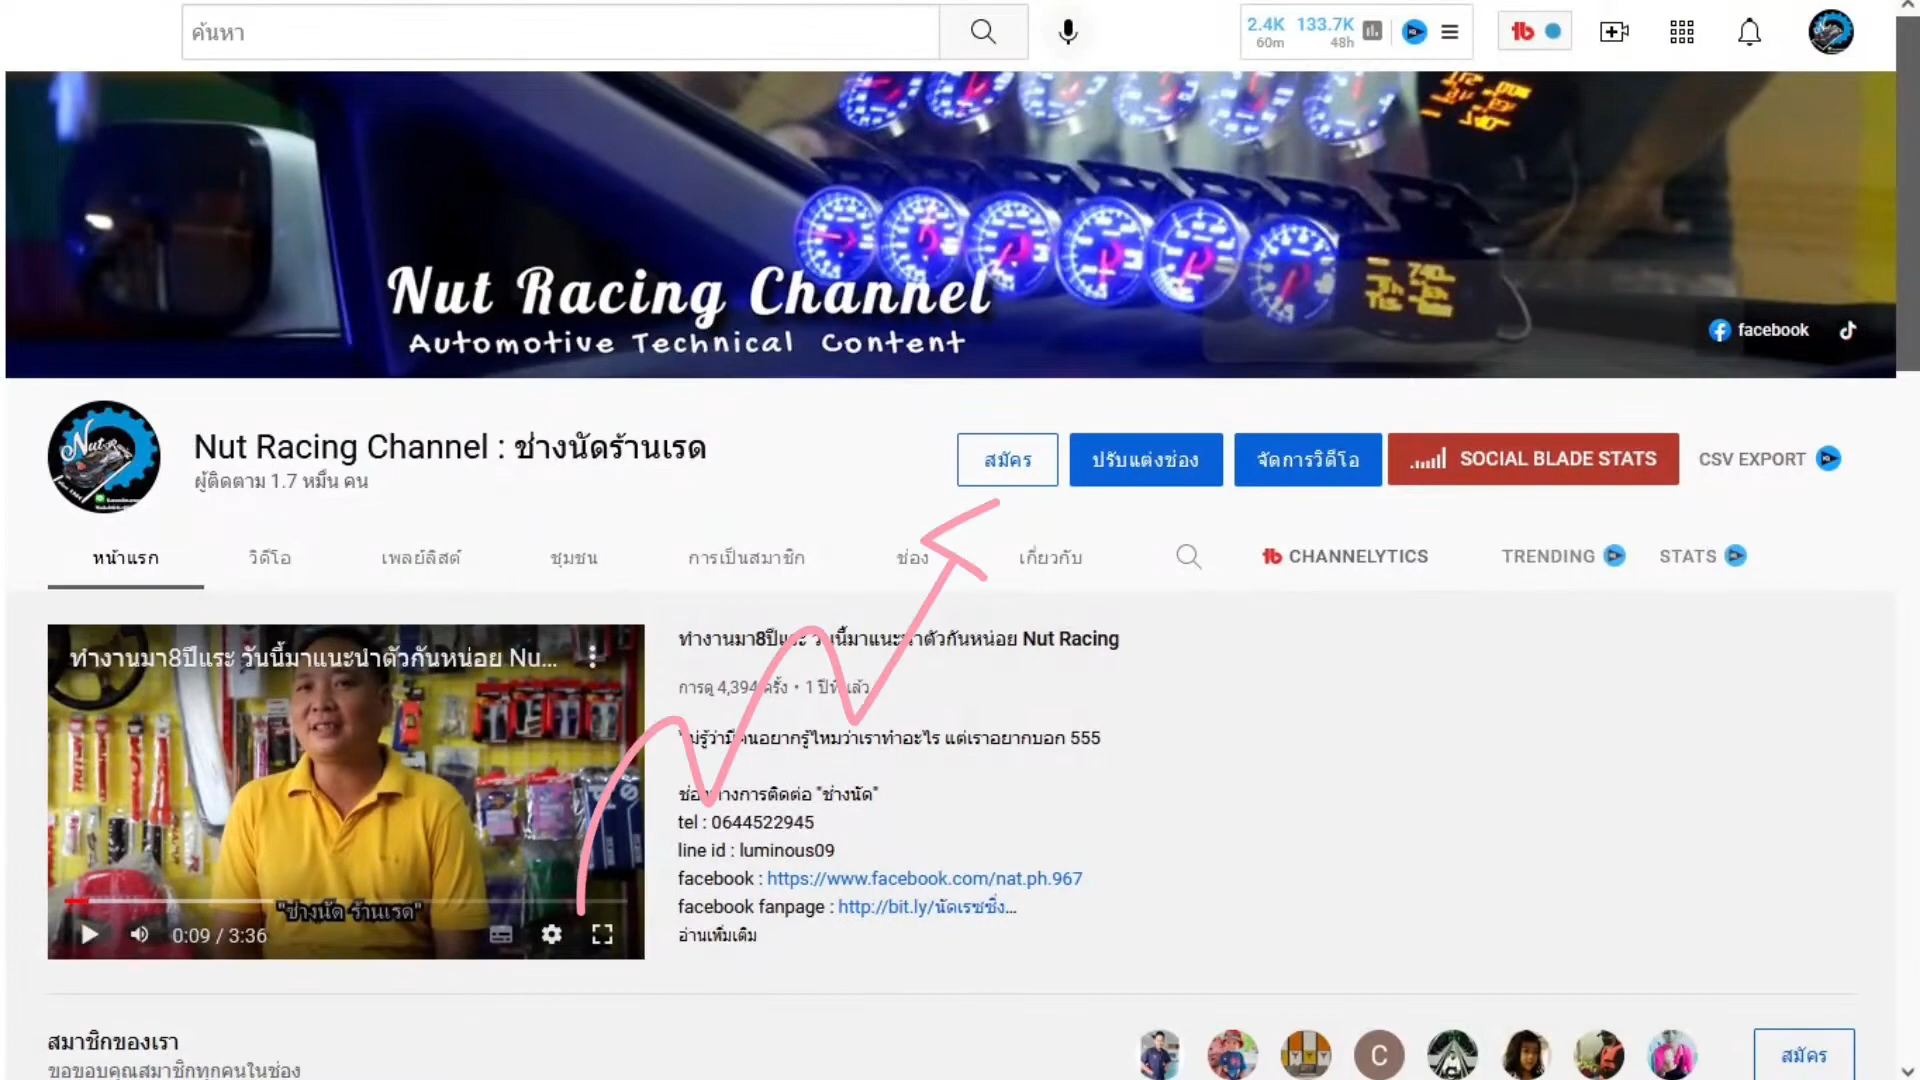 ค้นหา
2.4K 133.7K
60m 48h
Nut Racing Channel
Automotive Technical Content
facebook
Nut Racing Channel : ช่างนัดร้านเรด
ผู้ติดตาม 1.7 หมื่น คน
สมัคร
ปรับแต่งช่อง
จัดการวิดีโอ
SOCIAL BLADE STATS
CSV EXPORT
หน้าแรก
วิดีโอ
เพลย์ลิสต์
ชุมชน
การเป็นสมาชิก
ช่อง
เกี่ยวกับ
CHANNELYTICS
TRENDING
STATS
ทำงานมา8ปีแระ วันนี้มาแนะนำตัวกันหน่อย Nu...
"ช่างนัด ร้านเรด"
0:09 / 3:36
ทำงานมา8ปีแระ วันนี้มาแนะนำตัวกันหน่อย Nut Racing
การดู 4,394 ครั้ง • 1 ปีที่แล้ว
ไม่รู้ว่ามีคนอยากรู้ไหมว่าเราทำอะไร แต่เราอยากบอก 555
ช่องทางการติดต่อ "ช่างนัด"
tel : 0644522945
line id : luminous09
facebook : https://www.facebook.com/nat.ph.967
facebook fanpage : http://bit.ly/นัดเรซซิ่ง...
อ่านเพิ่มเติม
สมาชิกของเรา
ขอขอบคุณสมาชิกทุกคนในช่อง
C
สมัคร